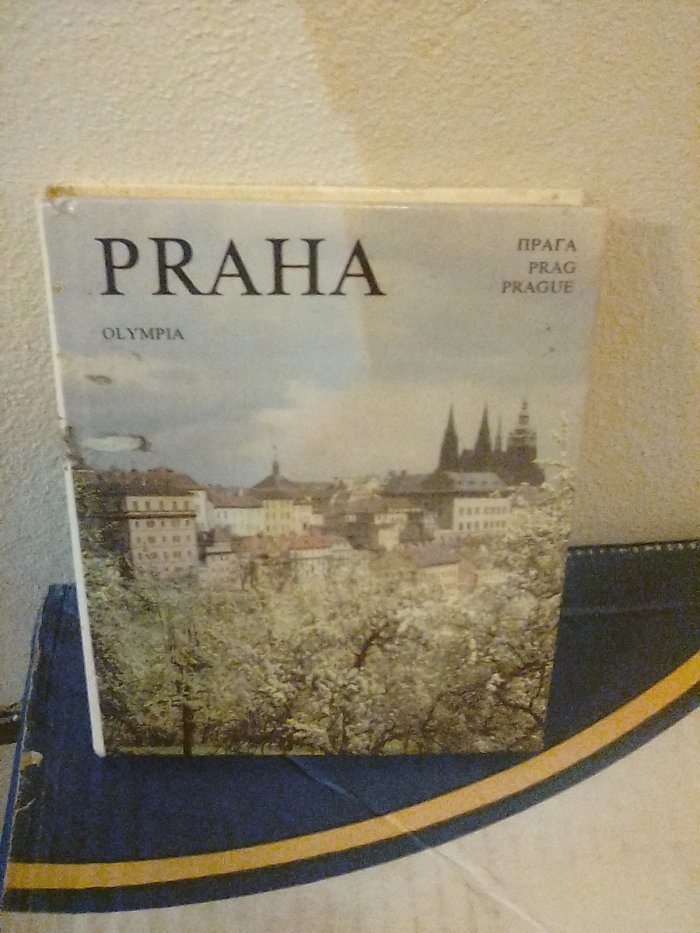 PRAHA
ПРАГА
PRAG
PRAGUE
OLYMPIA